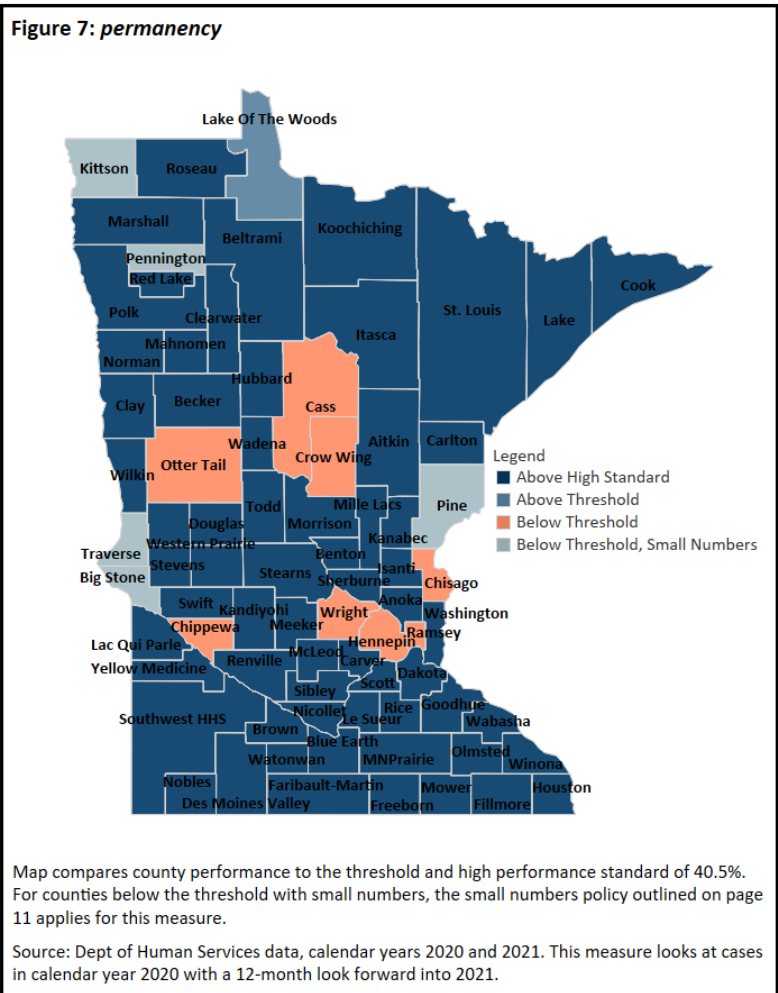 Figure 7: permanency
Lake Of The Woods
Kittson
Roseau
Marshall
Koochiching
Beltrami
Pennington
Red Lake
Cook
Polk
Clearwater
St. Louis
Lake
Itasca
Mahnomen
Norman
Hubbard
Clay
Becker
Cass
Wadena
Aitkin
Carlton
Crow Wing
Otter Tail
Wilkin
Legend
Above High Standard
Above Threshold
Below Threshold
Below Threshold, Small Numbers
Todd
Mille Lacs
Pine
Douglas
Morrison
Kanabec
Western Prairie
Traverse
Benton
Stevens
Isanti
Big Stone
Stearns
Sherburne
Chisago
Swift
Kandiyohi
Anoka
Wright
Washington
Chippewa
Meeker
Ramsey
Hennepin
Lac Qui Parle
McLeod
Carver
Renville
Yellow Medicine
Dakota
Scott
Sibley
Nicollet
Rice
Goodhue
Southwest HHS
Le Sueur
Wabasha
Brown
Blue Earth
Olmsted
Watonwan
MNPrairie
Winona
Nobles
Faribault-Martin
Mower
Houston
Des Moines Valley
Freeborn
Fillmore
Map compares county performance to the threshold and high performance standard of 40.5%.
For counties below the threshold with small numbers, the small numbers policy outlined on page
11 applies for this measure.
Source: Dept of Human Services data, calendar years 2020 and 2021. This measure looks at cases
in calendar year 2020 with a 12-month look forward into 2021.